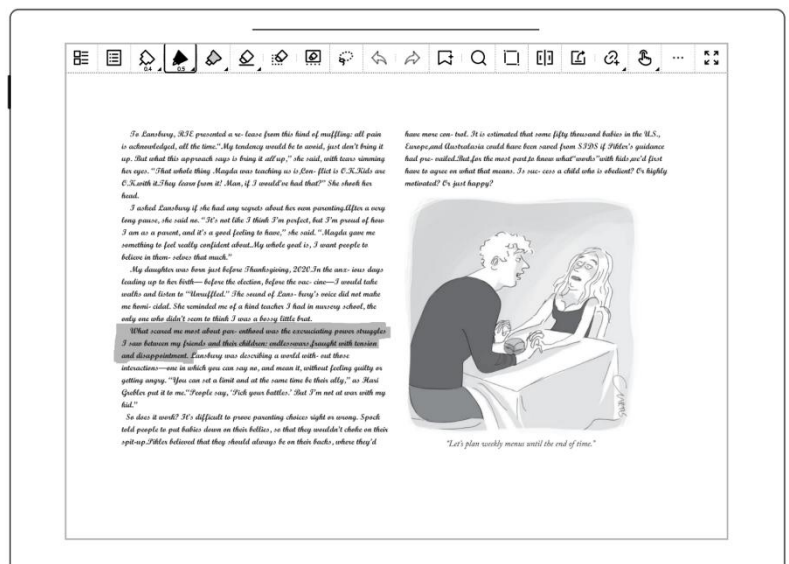 0.4
0.5
To Lansbury, RIE presented a re- lease from this kind of muffling: all pain
is acknowledged, all the time.“My tendency would be to avoid, just don't bring it
up. But what this approach says is bring it all up,” she said, with tears rimming
her eyes. “That whole thing Magda was teaching us is,Con- flict is O.K.Kids are
O.K.with it.They learn from it! Man, if I would've had that?” She shook her
head.
I asked Lansbury if she had any regrets about her own parenting.After a very
long pause, she said no. “It's not like I think I'm perfect, but I'm proud of how
I am as a parent, and it's a good feeling to have,” she said. “Magda gave me
something to feel really confident about.My whole goal is, I want people to
believe in them- selves that much.”
My daughter was born just before Thanksgiving, 2020.In the anx- ious days
leading up to her birth— before the election, before the vac- cine—I would take
walks and listen to “Unruffled.” The sound of Lans- bury's voice did not make
me homi- cidal. She reminded me of a kind teacher I had in nursery school, the
only one who didn't seem to think I was a bossy little brat.
What scared me most about par- enthood was the excruciating power struggles
I saw between my friends and their children: endlesswars,fraught with tension
and disappointment. Lansbury was describing a world with- out those
interactions—one in which you can say no, and mean it, without feeling guilty or
getting angry. “You can set a limit and at the same time be their ally,” as Hari
Grebler put it to me.“People say, ‘Pick your battles.’ But I'm not at war with my
kid.”
So does it work? It's difficult to prove parenting choices right or wrong. Spock
told people to put babies down on their bellies, so that they wouldn't choke on their
spit-up.Pikler believed that they should always be on their backs, where they'd
have more con- trol. It is estimated that some fifty thousand babies in the U.S.,
Europe,and Australasia could have been saved from SIDS if Pikler's guidance
had pre- vailed.But,for the most part,to know what“works”with kids,we'd first
have to agree on what that means. Is suc- cess a child who is obedient? Or highly
motivated? Or just happy?
“Let's plan weekly menus until the end of time.”